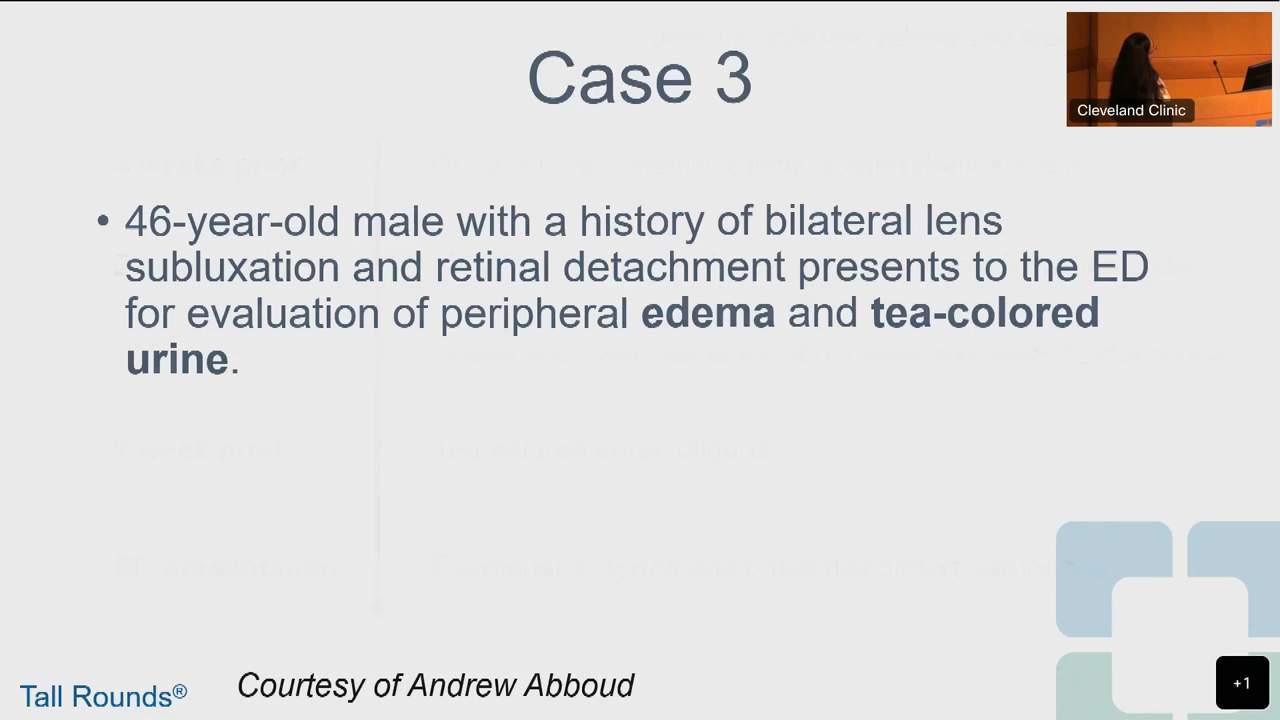 Case 3
Cleveland Clinic
• 46-year-old male with a history of bilateral lens
subluxation and retinal detachment presents to the ED
for evaluation of peripheral edema and tea-colored
urine.
Tall Rounds®
Courtesy of Andrew Abboud
+1